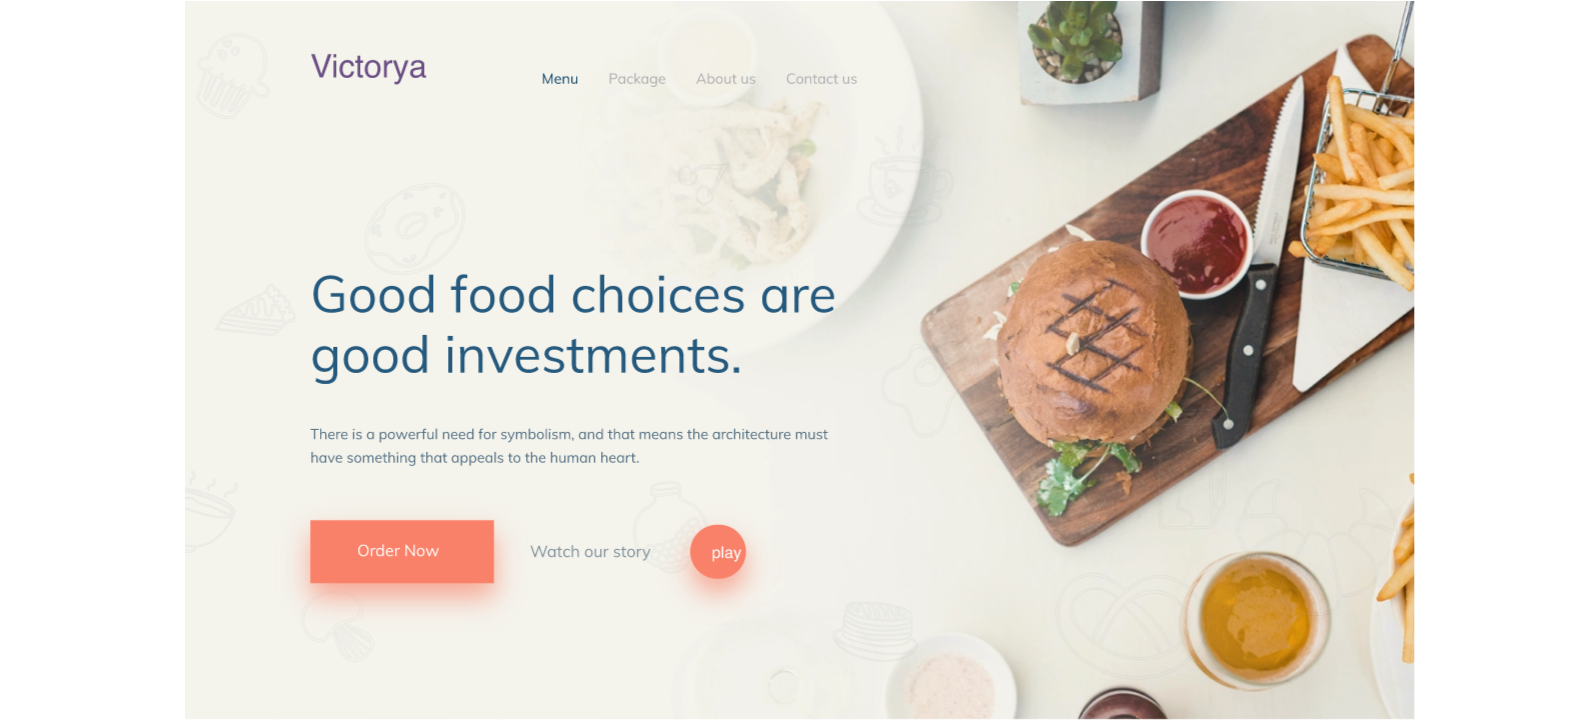 Victorya
Menu Package About us Contact us
Good food choices are
good investments.
There is a powerful need for symbolism, and that means the architecture must
have something that appeals to the human heart.
Order Now
Watch our story
play